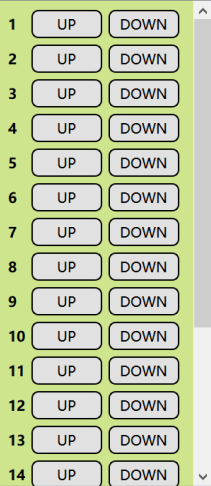 1 UP DOWN
2 UP DOWN
3 UP DOWN
4 UP DOWN
5 UP DOWN
6 UP DOWN
7 UP DOWN
8 UP DOWN
9 UP DOWN
10 UP DOWN
11 UP DOWN
12 UP DOWN
13 UP DOWN
14 UP DOWN